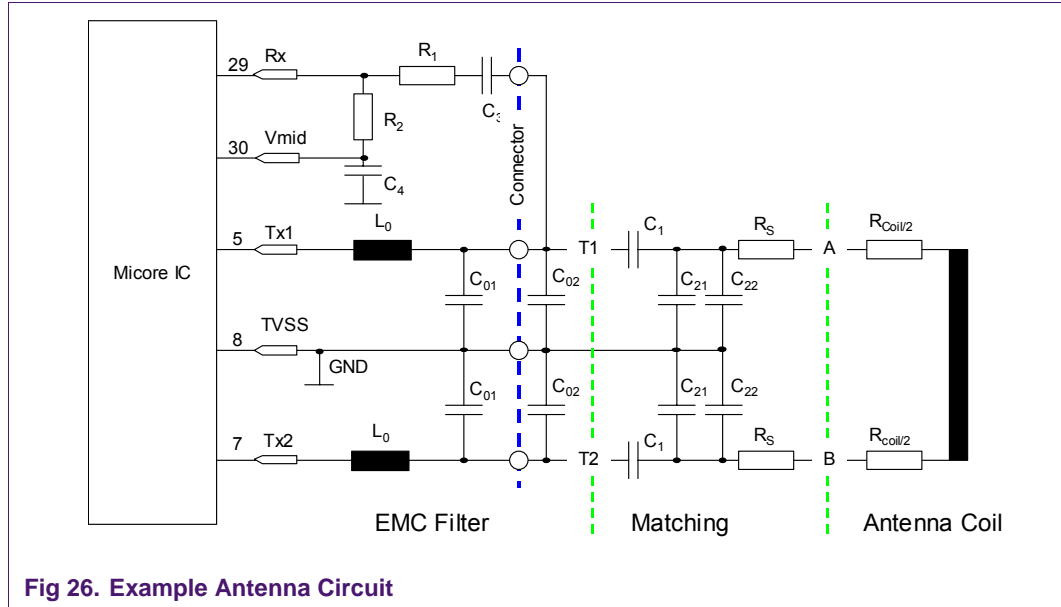 29
Rx
R1
C3
R2
30
Vmid
C4
Connector
5
Tx1
L0
T1
C1
RS
A
RCoil/2
Micore IC
C01
C02
C21
C22
8
TVSS
GND
C01
C02
C21
C22
7
Tx2
L0
T2
C1
RS
B
Rcoil/2
EMC Filter
Matching
Antenna Coil
Fig 26. Example Antenna Circuit